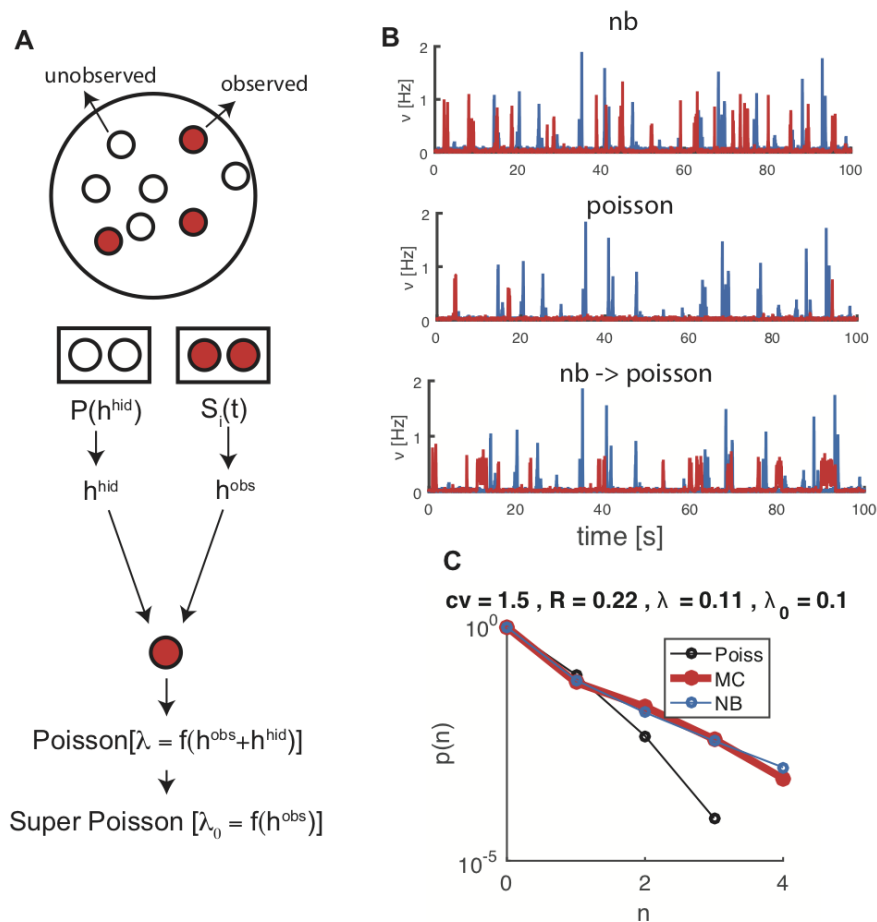 A
unobserved
observed
P(h^hid)
S_i(t)
h^hid
h^obs
Poisson[λ = f(h^obs+h^hid)]
Super Poisson [λ_0 = f(h^obs)]
B
nb
ν [Hz]
2
1
0
0 20 40 60 80 100
poisson
ν [Hz]
2
1
0
0 20 40 60 80 100
nb -> poisson
ν [Hz]
2
1
0
0 20 40 60 80 100
time [s]
C
cv = 1.5 , R = 0.22 , λ = 0.11 , λ_0 = 0.1
10^0
Poiss
MC
NB
p(n)
10^-5
0 2 4
n